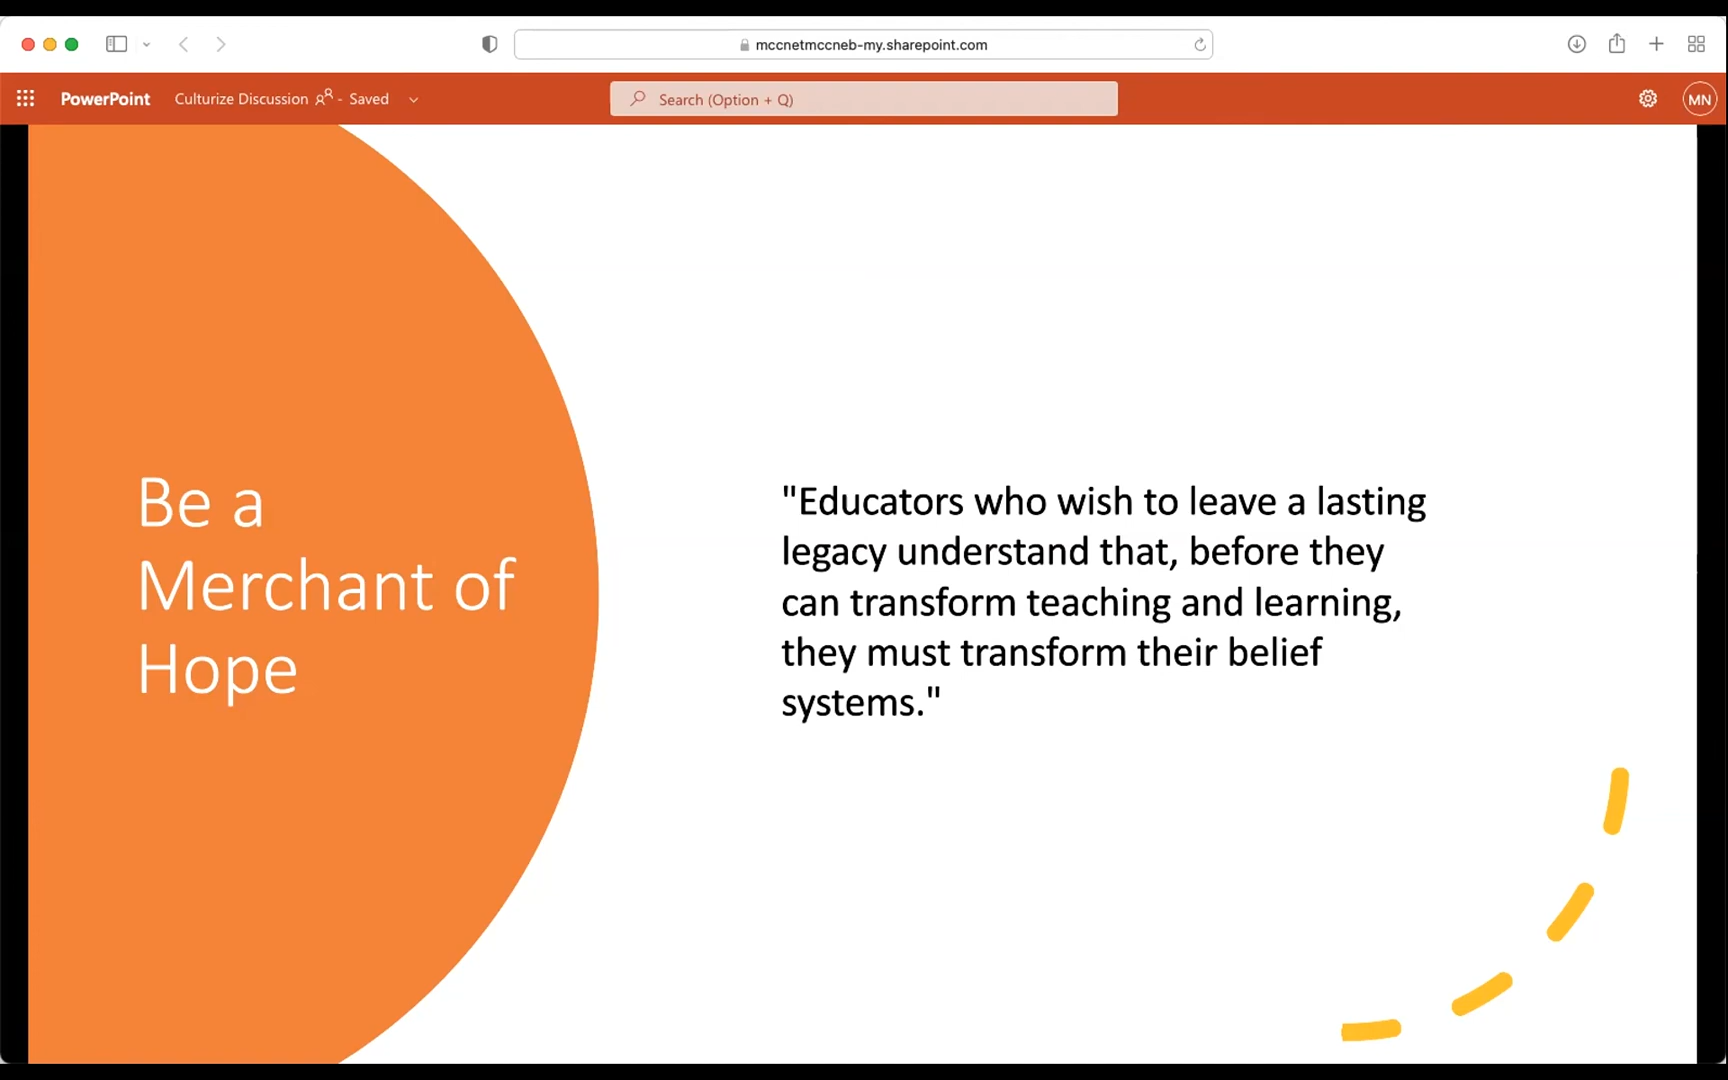 mccnetmccneb-my.sharepoint.com
PowerPoint
Culturize Discussion - Saved
Search (Option + Q)
MN
Be a
Merchant of
Hope
"Educators who wish to leave a lasting
legacy understand that, before they
can transform teaching and learning,
they must transform their belief
systems."